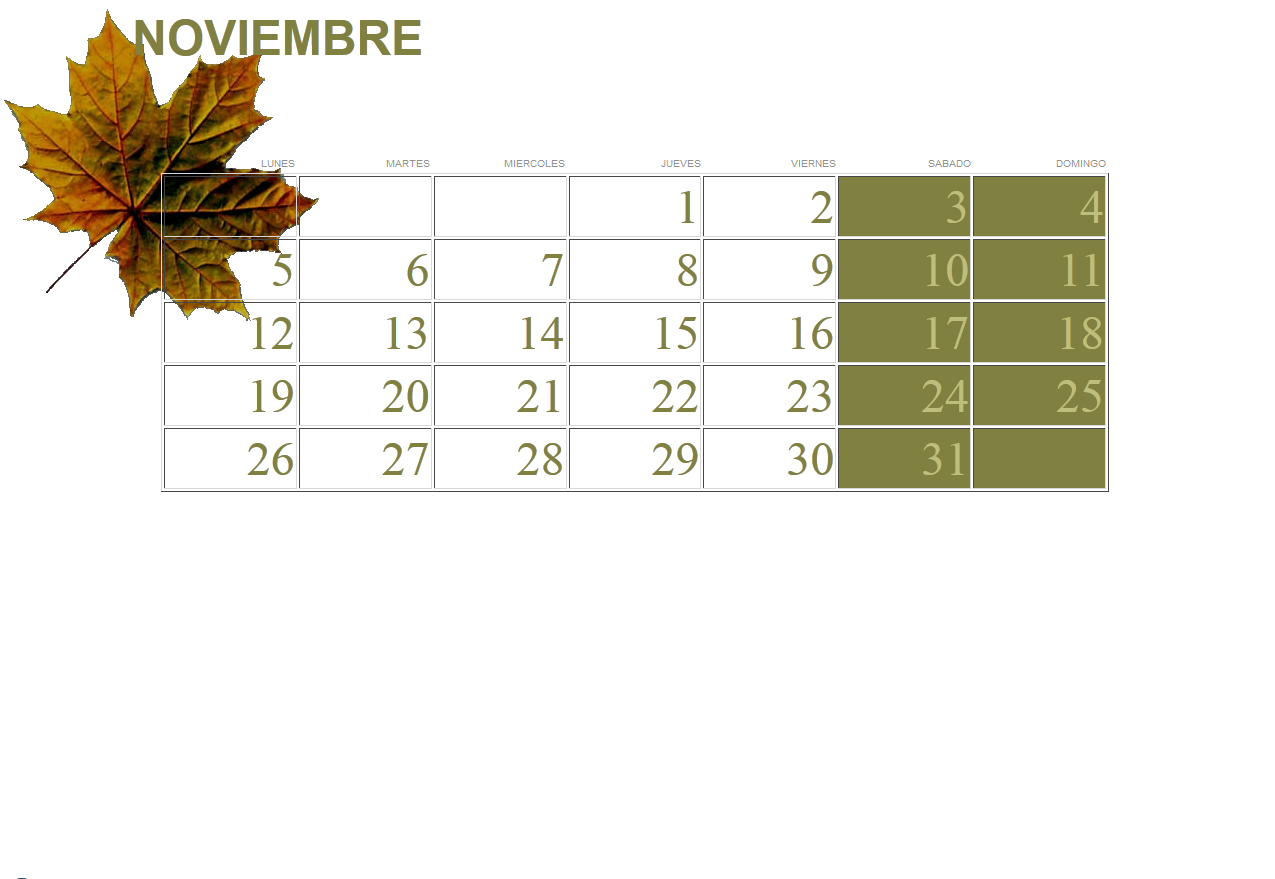 NOVIEMBRE
LUNES MARTES MIERCOLES JUEVES VIERNES SABADO DOMINGO
1 2 3 4
5 6 7 8 9 10 11
12 13 14 15 16 17 18
19 20 21 22 23 24 25
26 27 28 29 30 31